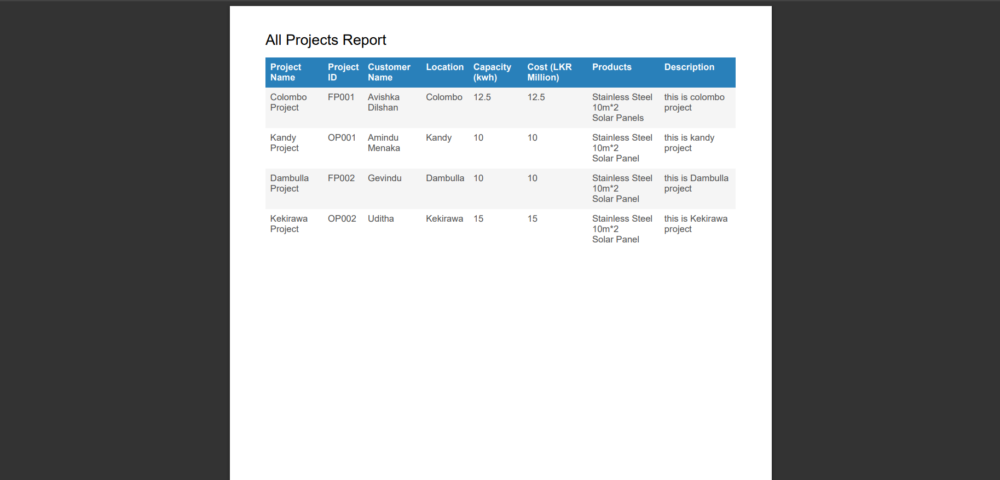 All Projects Report
Project Name Project ID Customer Name Location Capacity (kwh) Cost (LKR Million) Products Description
Colombo Project FP001 Avishka Dilshan Colombo 12.5 12.5 Stainless Steel 10m*2 Solar Panels this is colombo project
Kandy Project OP001 Amindu Menaka Kandy 10 10 Stainless Steel 10m*2 Solar Panel this is kandy project
Dambulla Project FP002 Gevindu Dambulla 10 10 Stainless Steel 10m*2 Solar Panel this is Dambulla project
Kekirawa Project OP002 Uditha Kekirawa 15 15 Stainless Steel 10m*2 Solar Panel this is Kekirawa project